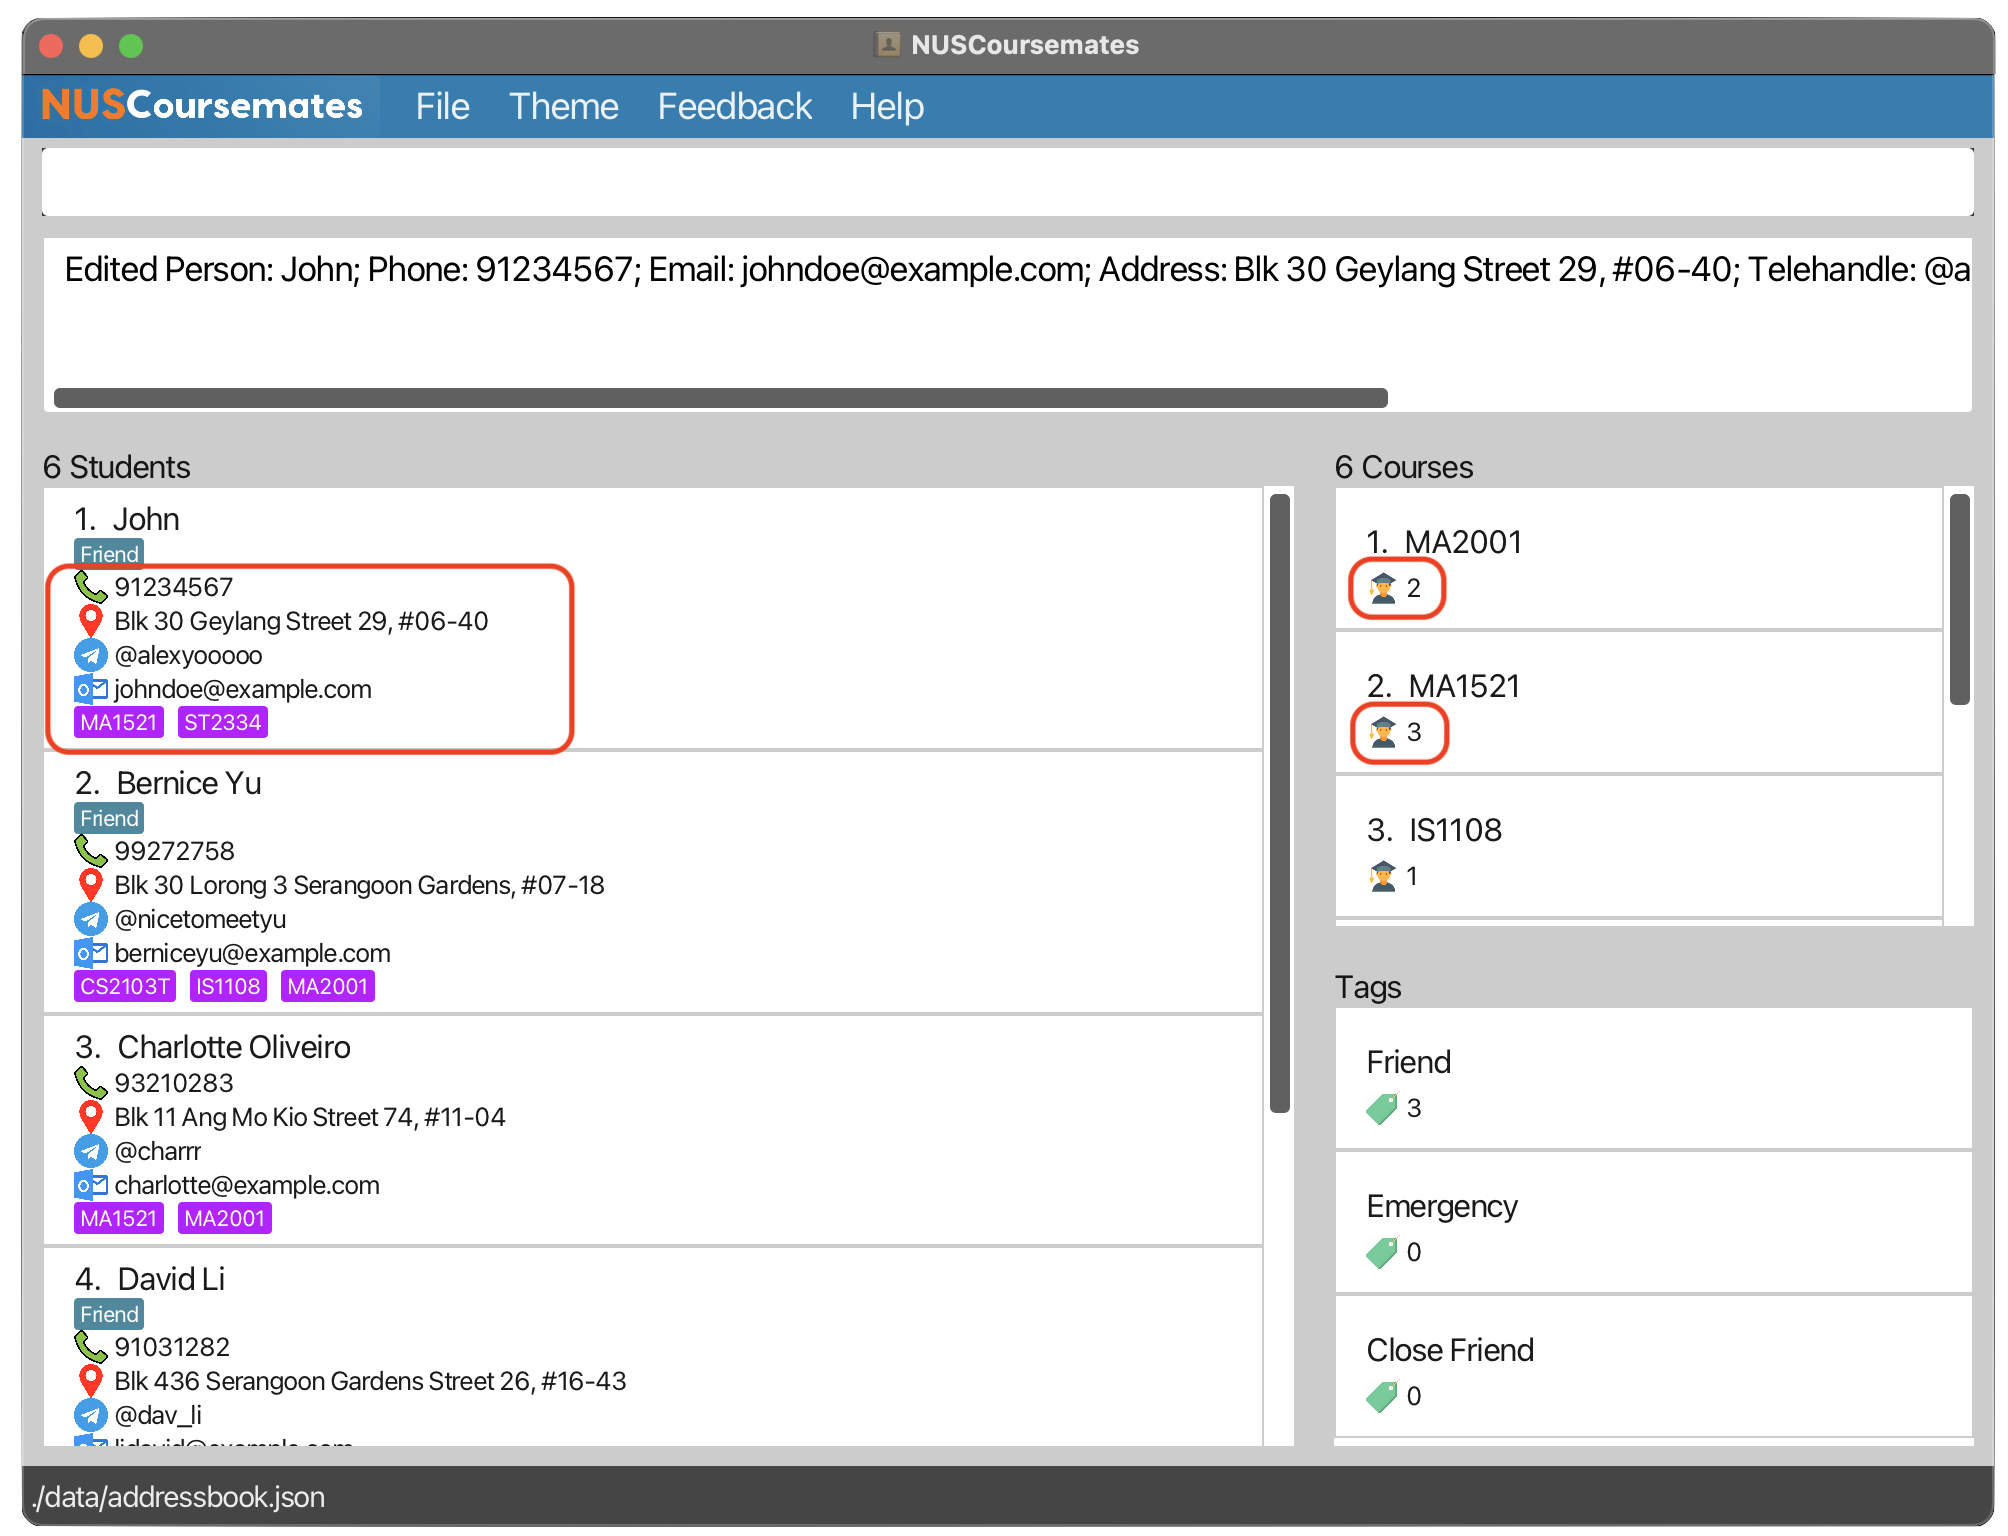 NUSCoursemates
NUSCoursemates File Theme Feedback Help
Edited Person: John; Phone: 91234567; Email: johndoe@example.com; Address: Blk 30 Geylang Street 29, #06-40; Telehandle: @a
6 Students
1. John
Friend
91234567
Blk 30 Geylang Street 29, #06-40
@alexyooooo
johndoe@example.com
MA1521 ST2334
2. Bernice Yu
Friend
99272758
Blk 30 Lorong 3 Serangoon Gardens, #07-18
@nicetomeetyu
berniceyu@example.com
CS2103T IS1108 MA2001
3. Charlotte Oliveiro
93210283
Blk 11 Ang Mo Kio Street 74, #11-04
@charrr
charlotte@example.com
MA1521 MA2001
4. David Li
Friend
91031282
Blk 436 Serangoon Gardens Street 26, #16-43
@dav_li
lidavid@example.com
6 Courses
1. MA2001
2
2. MA1521
3
3. IS1108
1
Tags
Friend
3
Emergency
0
Close Friend
0
./data/addressbook.json